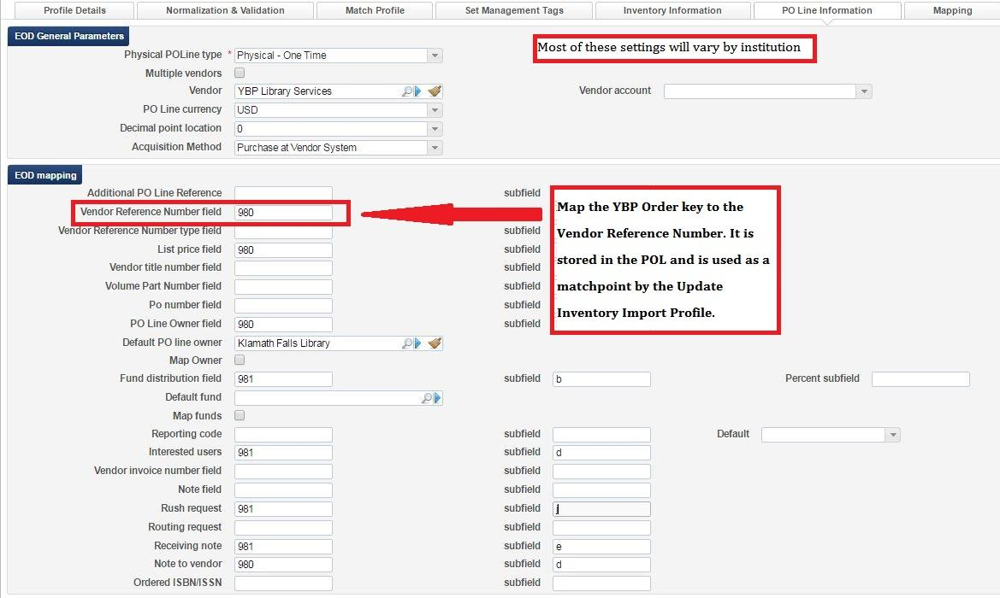 Profile Details Normalization & Validation Match Profile Set Management Tags Inventory Information PO Line Information Mapping
EOD General Parameters
Most of these settings will vary by institution
Physical POLine type * Physical - One Time
Multiple vendors
Vendor YBP Library Services Vendor account
PO Line currency USD
Decimal point location 0
Acquisition Method Purchase at Vendor System
EOD mapping
Additional PO Line Reference subfield
Vendor Reference Number field 980
Vendor Reference Number type field subfield
List price field 980 subfield
Vendor title number field subfield
Volume Part Number field subfield
Po number field subfield
PO Line Owner field 980 subfield
Map the YBP Order key to the
Vendor Reference Number. It is
stored in the POL and is used as a
matchpoint by the Update
Inventory Import Profile.
Default PO line owner Klamath Falls Library
Map Owner
Fund distribution field 981 subfield b Percent subfield
Default fund
Map funds
Reporting code subfield Default
Interested users 981 subfield d
Vendor invoice number field subfield
Note field subfield
Rush request 981 subfield j
Routing request subfield
Receiving note 981 subfield e
Note to vendor 980 subfield d
Ordered ISBN/ISSN subfield